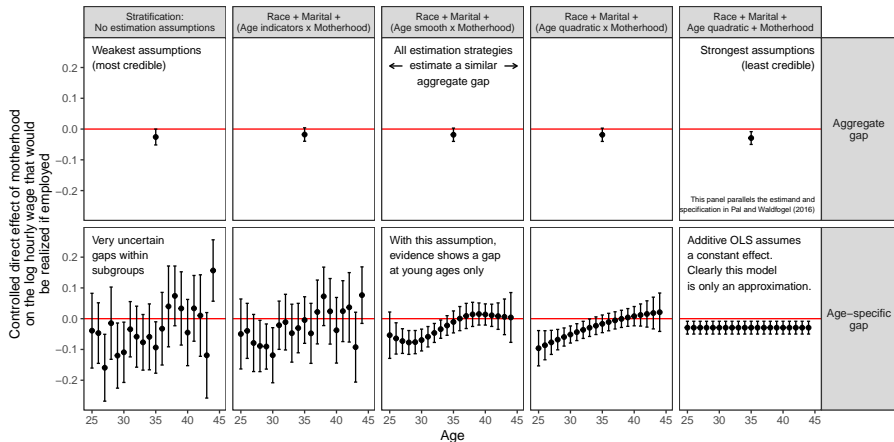 Stratification:
No estimation assumptions
Race + Marital +
(Age indicators x Motherhood)
Race + Marital +
(Age smooth x Motherhood)
Race + Marital +
(Age quadratic x Motherhood)
Race + Marital +
Age quadratic + Motherhood
Weakest assumptions
(most credible)
All estimation strategies
← estimate a similar →
aggregate gap
Strongest assumptions
(least credible)
This panel parallels the estimand and
specification in Pal and Waldfogel (2016)
0.2
0.1
0.0
−0.1
−0.2
Aggregate
gap
Controlled direct effect of motherhood
on the log hourly wage that would
be realized if employed
Very uncertain
gaps within
subgroups
With this assumption,
evidence shows a gap
at young ages only
Additive OLS assumes
a constant effect.
Clearly this model
is only an approximation.
0.2
0.1
0.0
−0.1
−0.2
Age−specific
gap
25 30 35 40 45
25 30 35 40 45
25 30 35 40 45
25 30 35 40 45
25 30 35 40 45
Age